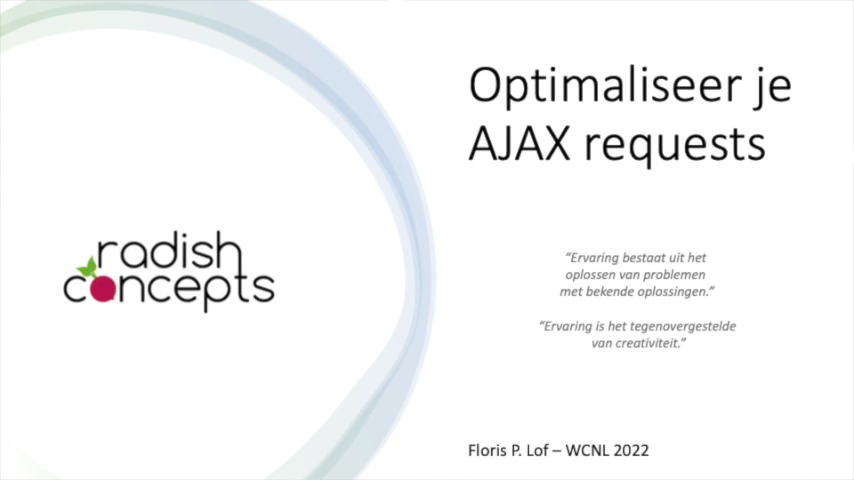 Optimaliseer je
AJAX requests
radish
concepts
“Ervaring bestaat uit het
oplossen van problemen
met bekende oplossingen.”
“Ervaring is het tegenovergestelde
van creativiteit.”
Floris P. Lof – WCNL 2022